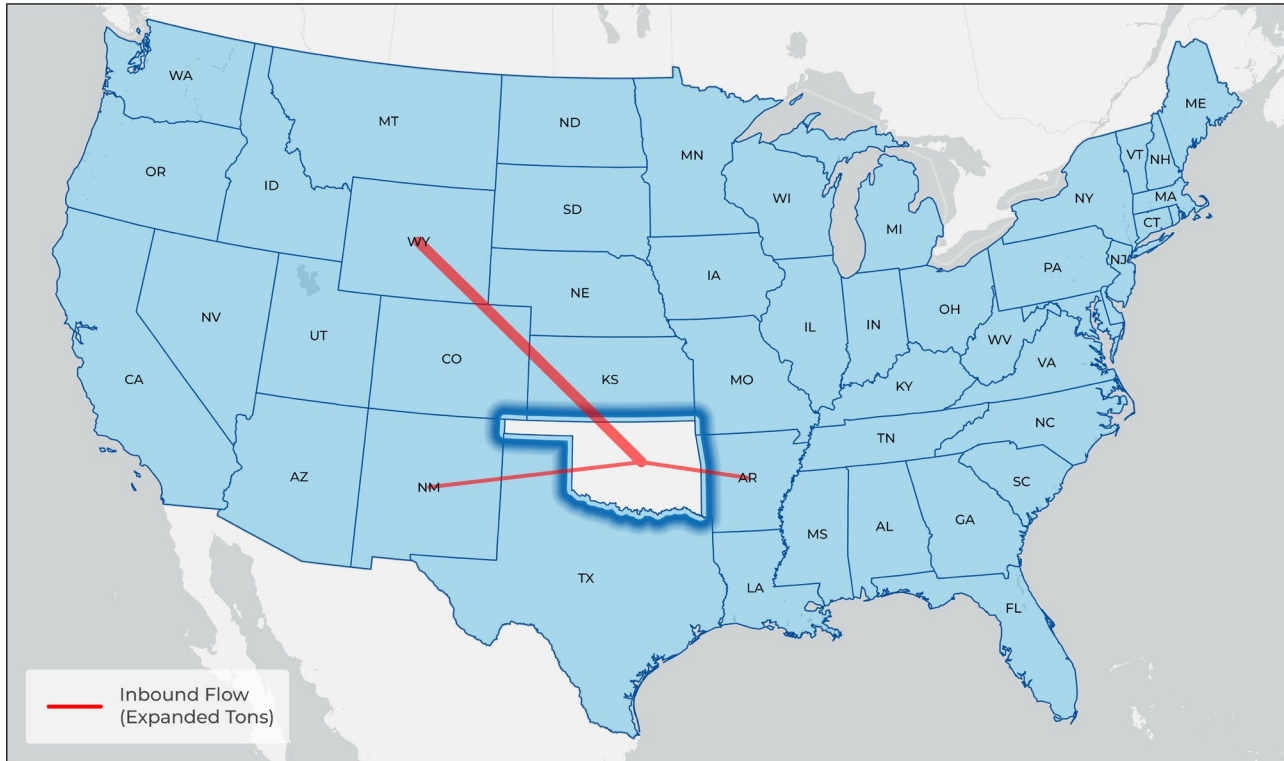 WA
MT
ND
MN
ME
VT
NH
OR
ID
SD
WI
MI
NY
MA
CT
WY
IA
PA
NJ
NE
OH
NV
UT
CO
IL
IN
WV
VA
CA
KS
MO
KY
NC
TN
AZ
NM
AR
SC
MS
AL
GA
TX
LA
FL
Inbound Flow
(Expanded Tons)